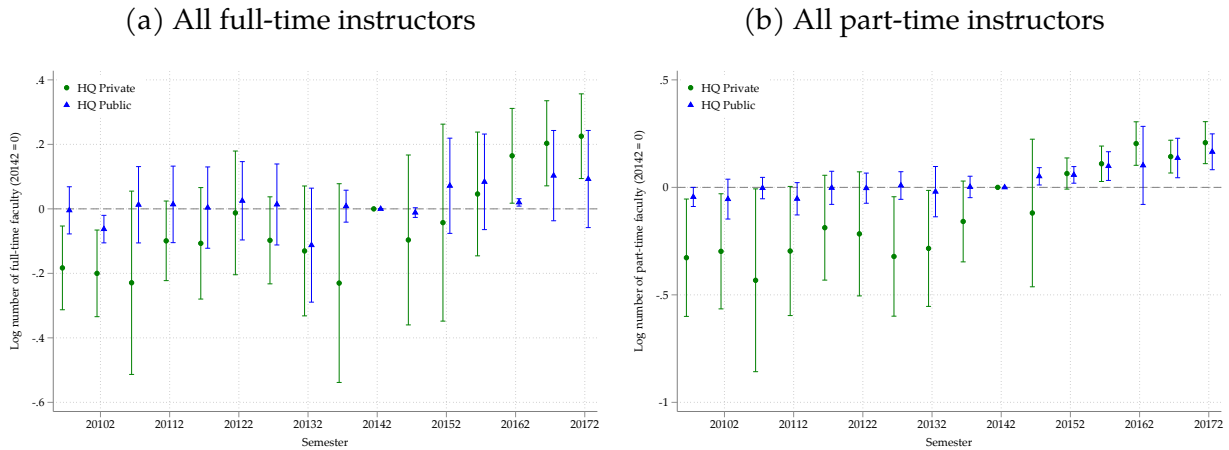 (a) All full-time instructors
HQ Private
HQ Public
Log number of full-time faculty (20142 = 0)
.4
.2
0
-.2
-.4
-.6
20102 20112 20122 20132 20142 20152 20162 20172
Semester
(b) All part-time instructors
HQ Private
HQ Public
Log number of part-time faculty (20142 = 0)
.5
0
-.5
-1
20102 20112 20122 20132 20142 20152 20162 20172
Semester